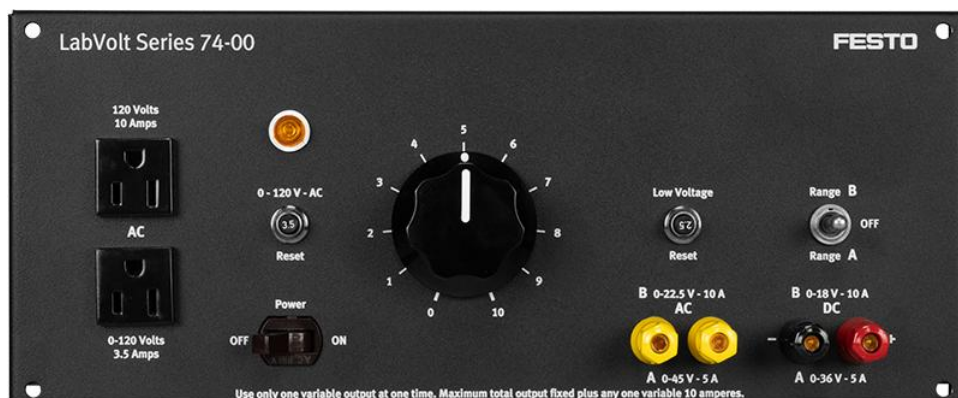 LabVolt Series 74-00
FESTO
120 Volts
10 Amps
AC
0-120 Volts
3.5 Amps
0 - 120 V - AC
3.5
Reset
Power
OFF
ON
0
1
2
3
4
5
6
7
8
9
10
Low Voltage
2.5
Reset
Range B
OFF
Range A
B 0-22.5 V - 10 A
AC
A 0-45 V - 5 A
B 0-18 V - 10 A
DC
- +
A 0-36 V - 5 A
Use only one variable output at one time. Maximum total output fixed plus any one variable 10 amperes.